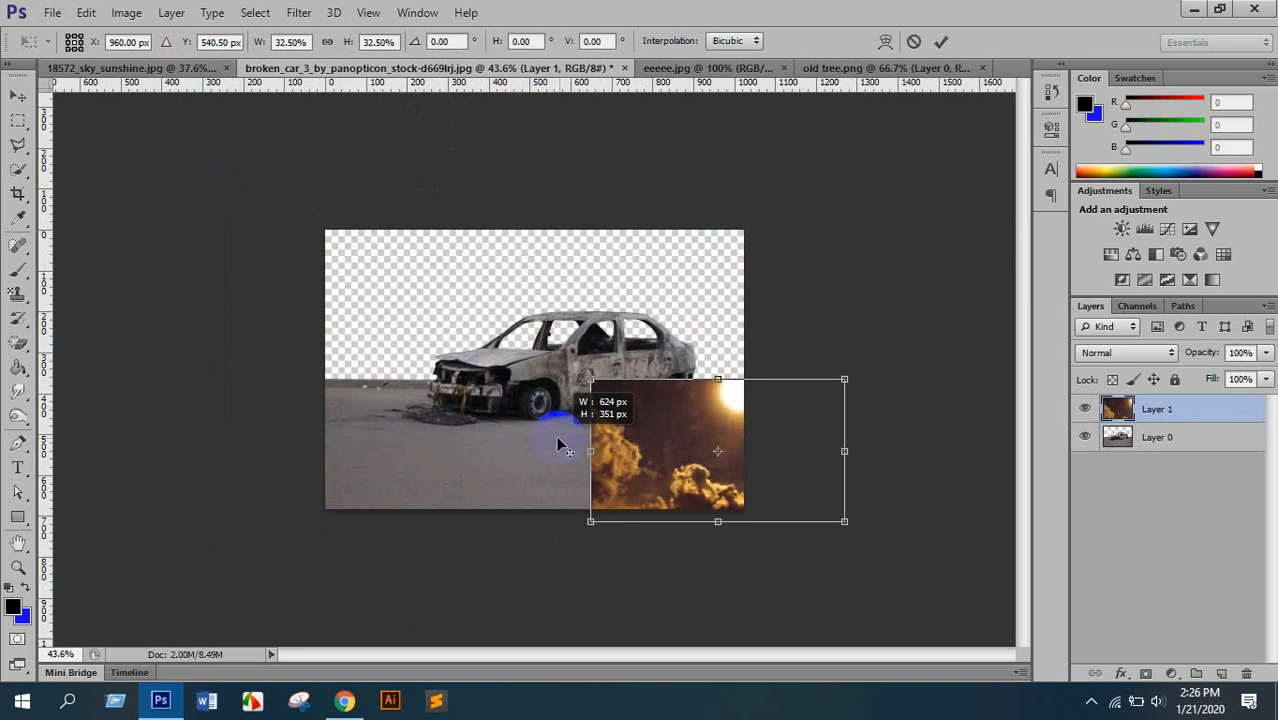 Ps File Edit Image Layer Type Select Filter 3D View Window Help
X: 960.00 px Y: 540.50 px W: 32.50% H: 32.50% 0.00 ° H: 0.00 ° V: 0.00 ° Interpolation: Bicubic Essentials
18572_sky_sunshine.jpg @ 37.6%... × broken_car_3_by_panopticon_stock-d669lrj.jpg @ 43.6% (Layer 1, RGB/8#) * × eeeee.jpg @ 100% (RGB/... × old tree.png @ 66.7% (Layer 0, R... ×
Color Swatches
R 0
G 0
B 0
Adjustments Styles
Add an adjustment
Layers Channels Paths
Kind
Normal Opacity: 100%
Lock: Fill: 100%
W: 624 px
H: 351 px
Layer 1
Layer 0
43.6% Doc: 2.00M/8.49M
Mini Bridge Timeline
2:26 PM
1/21/2020